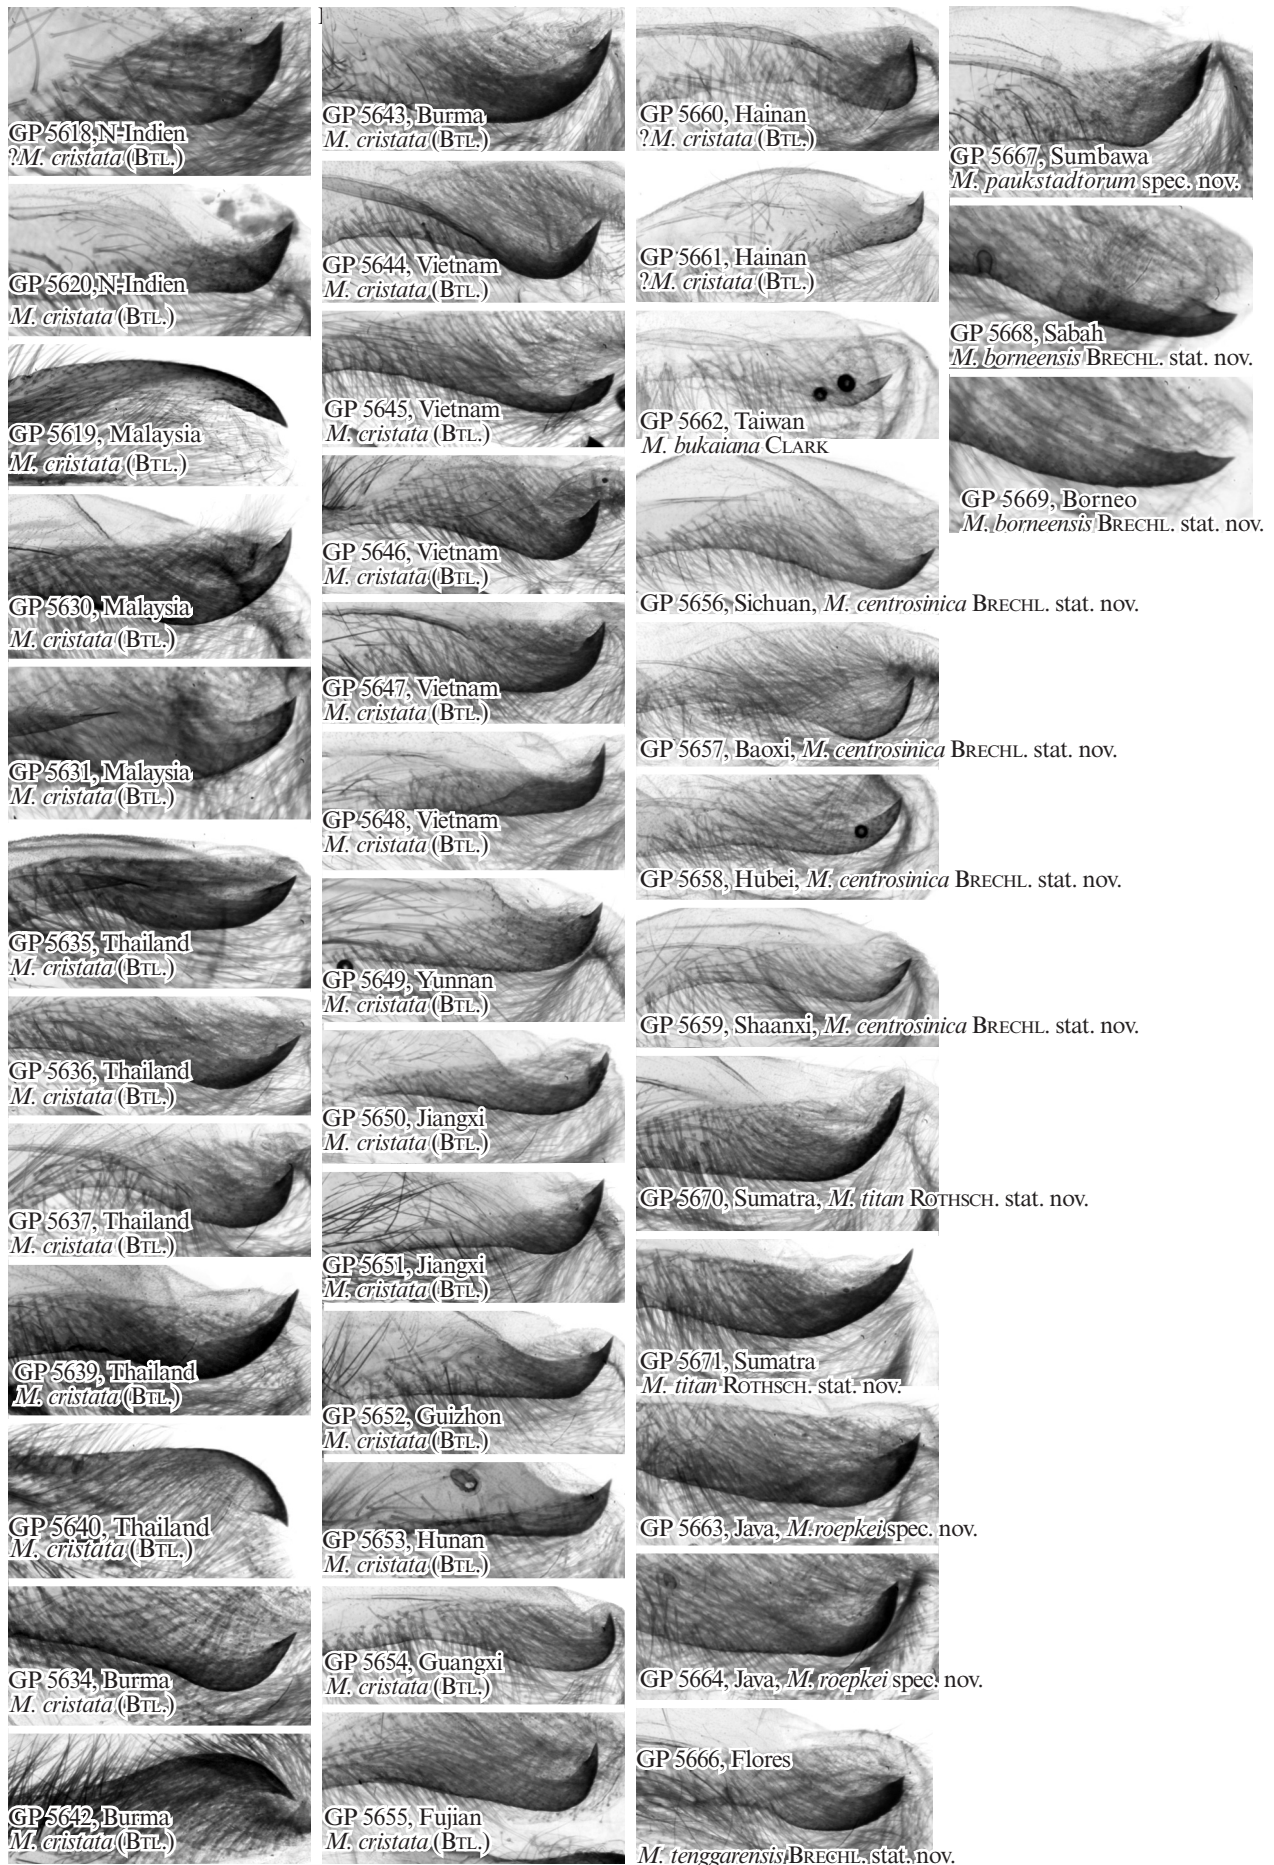 GP 5618, N-Indien
?M. cristata (BTL.)
GP 5620, N-Indien
M. cristata (BTL.)
GP 5619, Malaysia
M. cristata (BTL.)
GP 5630, Malaysia
M. cristata (BTL.)
GP 5631, Malaysia
M. cristata (BTL.)
GP 5635, Thailand
M. cristata (BTL.)
GP 5636, Thailand
M. cristata (BTL.)
GP 5637, Thailand
M. cristata (BTL.)
GP 5639, Thailand
M. cristata (BTL.)
GP 5640, Thailand
M. cristata (BTL.)
GP 5634, Burma
M. cristata (BTL.)
GP 5642, Burma
M. cristata (BTL.)
GP 5643, Burma
M. cristata (BTL.)
GP 5644, Vietnam
M. cristata (BTL.)
GP 5645, Vietnam
M. cristata (BTL.)
GP 5646, Vietnam
M. cristata (BTL.)
GP 5647, Vietnam
M. cristata (BTL.)
GP 5648, Vietnam
M. cristata (BTL.)
GP 5649, Yunnan
M. cristata (BTL.)
GP 5650, Jiangxi
M. cristata (BTL.)
GP 5651, Jiangxi
M. cristata (BTL.)
GP 5652, Guizhon
M. cristata (BTL.)
GP 5653, Hunan
M. cristata (BTL.)
GP 5654, Guangxi
M. cristata (BTL.)
GP 5655, Fujian
M. cristata (BTL.)
GP 5660, Hainan
?M. cristata (BTL.)
GP 5661, Hainan
?M. cristata (BTL.)
GP 5662, Taiwan
M. bukaiana CLARK
GP 5656, Sichuan, M. centrosinica BRECHL. stat. nov.
GP 5657, Baoxi, M. centrosinica BRECHL. stat. nov.
GP 5658, Hubei, M. centrosinica BRECHL. stat. nov.
GP 5659, Shaanxi, M. centrosinica BRECHL. stat. nov.
GP 5670, Sumatra, M. titan ROTHSCH. stat. nov.
GP 5671, Sumatra
M. titan ROTHSCH. stat. nov.
GP 5663, Java, M. roepkei spec. nov.
GP 5664, Java, M. roepkei spec. nov.
GP 5666, Flores
M. tenggarensis BRECHL. stat. nov.
GP 5667, Sumbawa
M. paukstadtorum spec. nov.
GP 5668, Sabah
M. borneensis BRECHL. stat. nov.
GP 5669, Borneo
M. borneensis BRECHL. stat. nov.